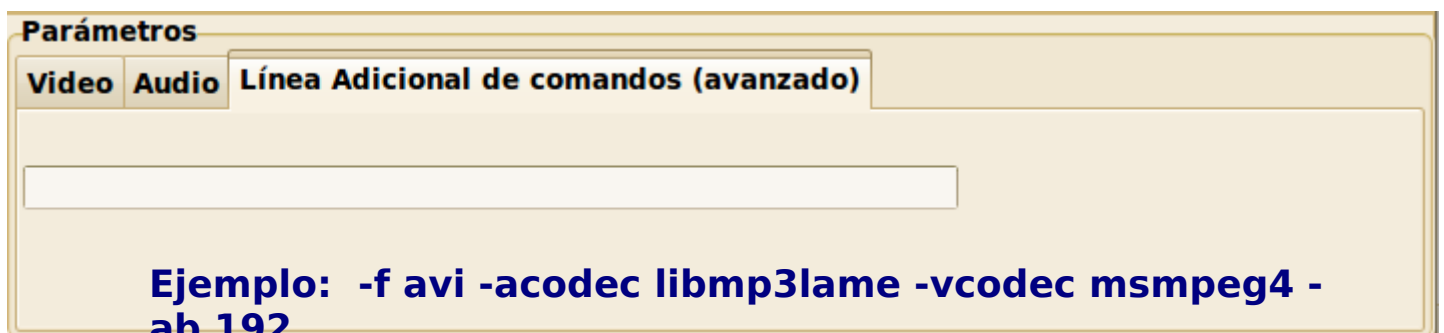 Parámetros
Video Audio Línea Adicional de comandos (avanzado)
Ejemplo: -f avi -acodec libmp3lame -vcodec msmpeg4 -
ab 192